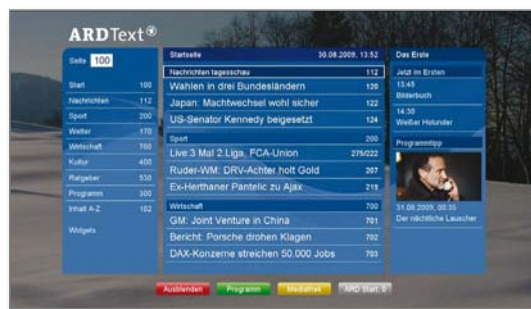 ARDText
Seite 100
Start 100
Nachrichten 112
Sport 200
Wetter 170
Wirtschaft 700
Kultur 400
Ratgeber 530
Programm 300
Inhalt A-Z 102
Widgets
Startseite 30.08.2009, 13:52
Nachrichten tagesschau 112
Wahlen in drei Bundesländern 120
Japan: Machtwechsel wohl sicher 122
US-Senator Kennedy beigesetzt 124
Sport 200
Live 3 Mal 2.Liga, FCA-Union 275/222
Ruder-WM: DRV-Achter holt Gold 207
Ex-Herthaner Pantelic zu Ajax 219
Wirtschaft 700
GM: Joint Venture in China 701
Bericht: Porsche drohen Klagen 702
DAX-Konzerne streichen 50.000 Jobs 703
Das Erste
Jetzt im Ersten
13:45
Bilderbuch
14:30
Weißer Holunder
Programmtipp
31.08.2009, 00:35
Der nächtliche Lauscher
Ausblenden Programm Mediathek ARD Start: 0